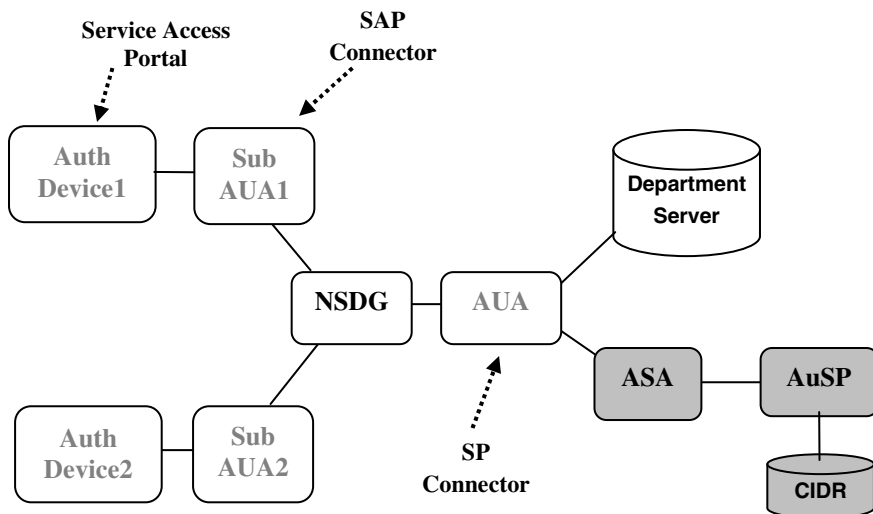 Service Access
Portal
SAP
Connector
Auth
Device1
Sub
AUA1
Department
Server
NSDG
AUA
ASA
AuSP
Auth
Device2
Sub
AUA2
SP
Connector
CIDR